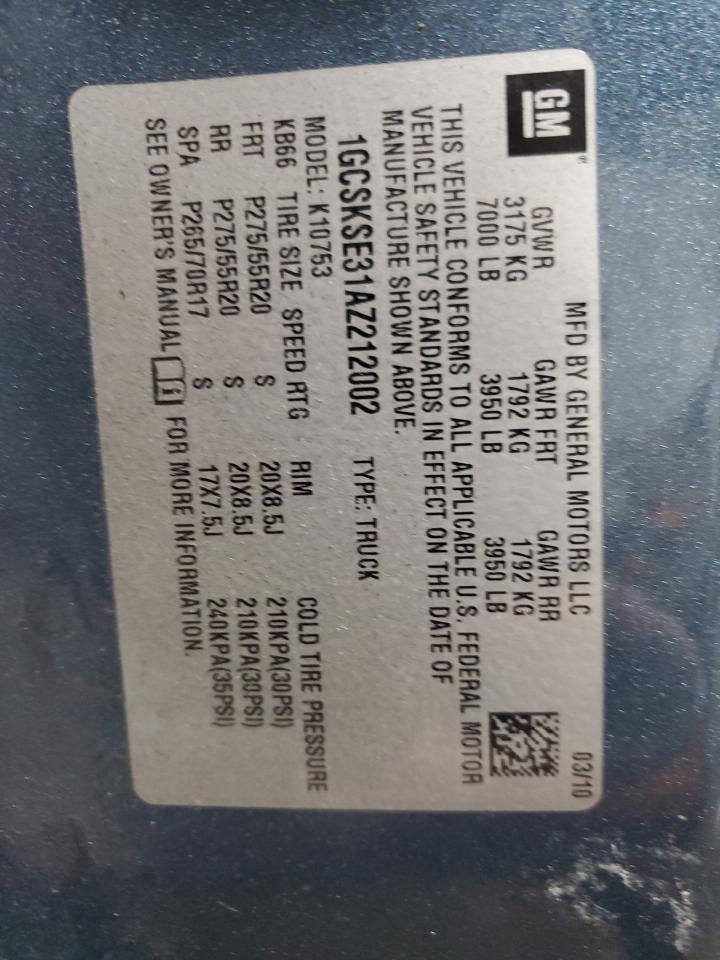 GM®
MFD BY GENERAL MOTORS LLC 03/10
GVWR GAWR FRT GAWR RR
3175 KG 1792 KG 1792 KG
7000 LB 3950 LB 3950 LB
THIS VEHICLE CONFORMS TO ALL APPLICABLE U.S. FEDERAL MOTOR
VEHICLE SAFETY STANDARDS IN EFFECT ON THE DATE OF
MANUFACTURE SHOWN ABOVE.
1GCSKSE31AZ212002 TYPE: TRUCK
MODEL: K10753
KB66 TIRE SIZE SPEED RTG RIM COLD TIRE PRESSURE
FRT P275/55R20 S 20X8.5J 210KPA(30PSI)
RR P275/55R20 S 20X8.5J 210KPA(30PSI)
SPA P265/70R17 S 17X7.5J 240KPA(35PSI)
SEE OWNER'S MANUAL i FOR MORE INFORMATION.